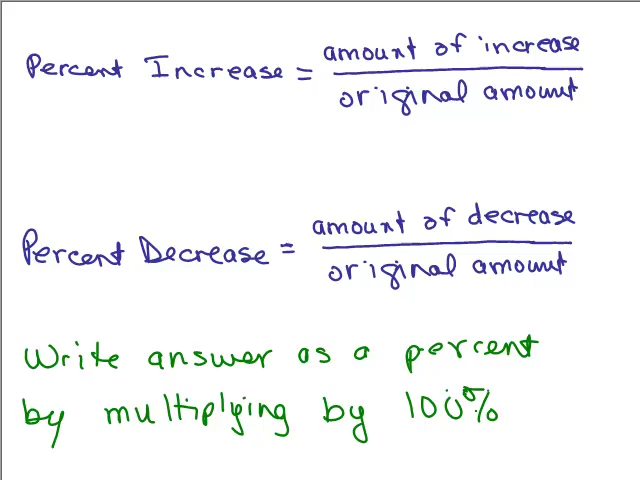 Percent Increase = amount of increase
original amount
Percent Decrease = amount of decrease
original amount
Write answer as a percent
by multiplying by 100%